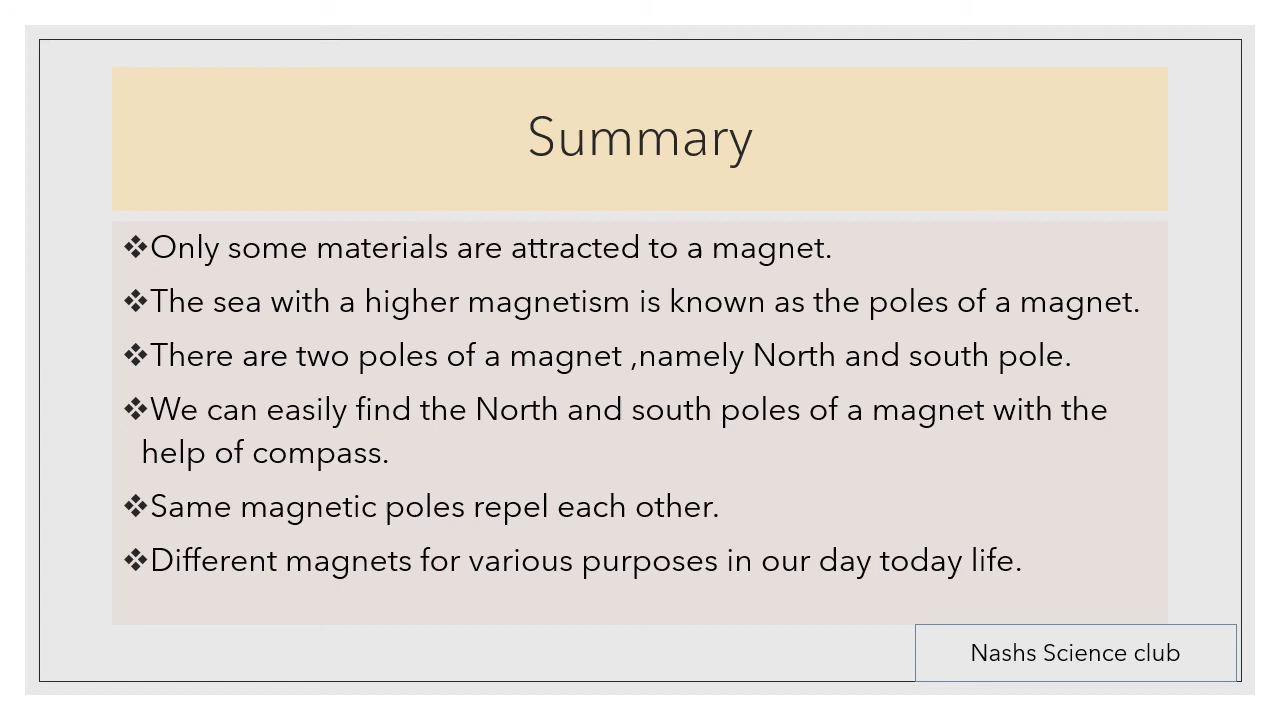 Summary
❖Only some materials are attracted to a magnet.
❖The sea with a higher magnetism is known as the poles of a magnet.
❖There are two poles of a magnet ,namely North and south pole.
❖We can easily find the North and south poles of a magnet with the
help of compass.
❖Same magnetic poles repel each other.
❖Different magnets for various purposes in our day today life.
Nashs Science club